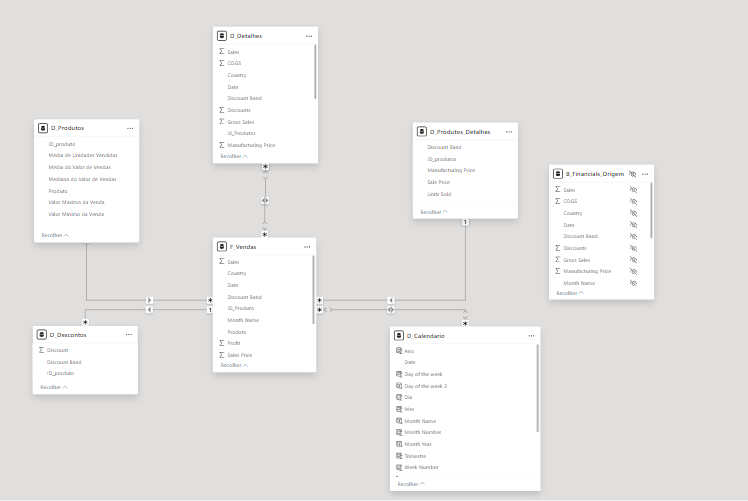 D_Detalhes
Sales
COGS
Country
Date
Discount Band
Discounts
Gross Sales
id_Produtos
Manufacturing Price
Recolher
D_Produtos
ID_produto
Média de Unidades Vendidas
Média do Valor de Vendas
Mediana do Valor de Vendas
Produto
Valor Maximo da Venda
Valor Mínimo da Venda
Recolher
D_Produtos_Detalhes
Discount Band
ID_produtos
Manufacturing Price
Sale Price
Units Sold
Recolher
B_Financials_Origem
Sales
COGS
Country
Date
Discount Band
Discounts
Gross Sales
Manufacturing Price
Month Name
Recolher
F_Vendas
Sales
Country
Date
Discount Band
ID_Produto
Month Name
Produto
Profit
Sales Price
Recolher
D_Descontos
Discount
Discount Band
ID_produto
Recolher
D_Calendario
Ano
Date
Day of the week
Day of the week 2
Dia
Mes
Month Name
Month Number
Month Year
Trimestre
Week Number
Recolher
*
*
1
*
*
1
*
*
*